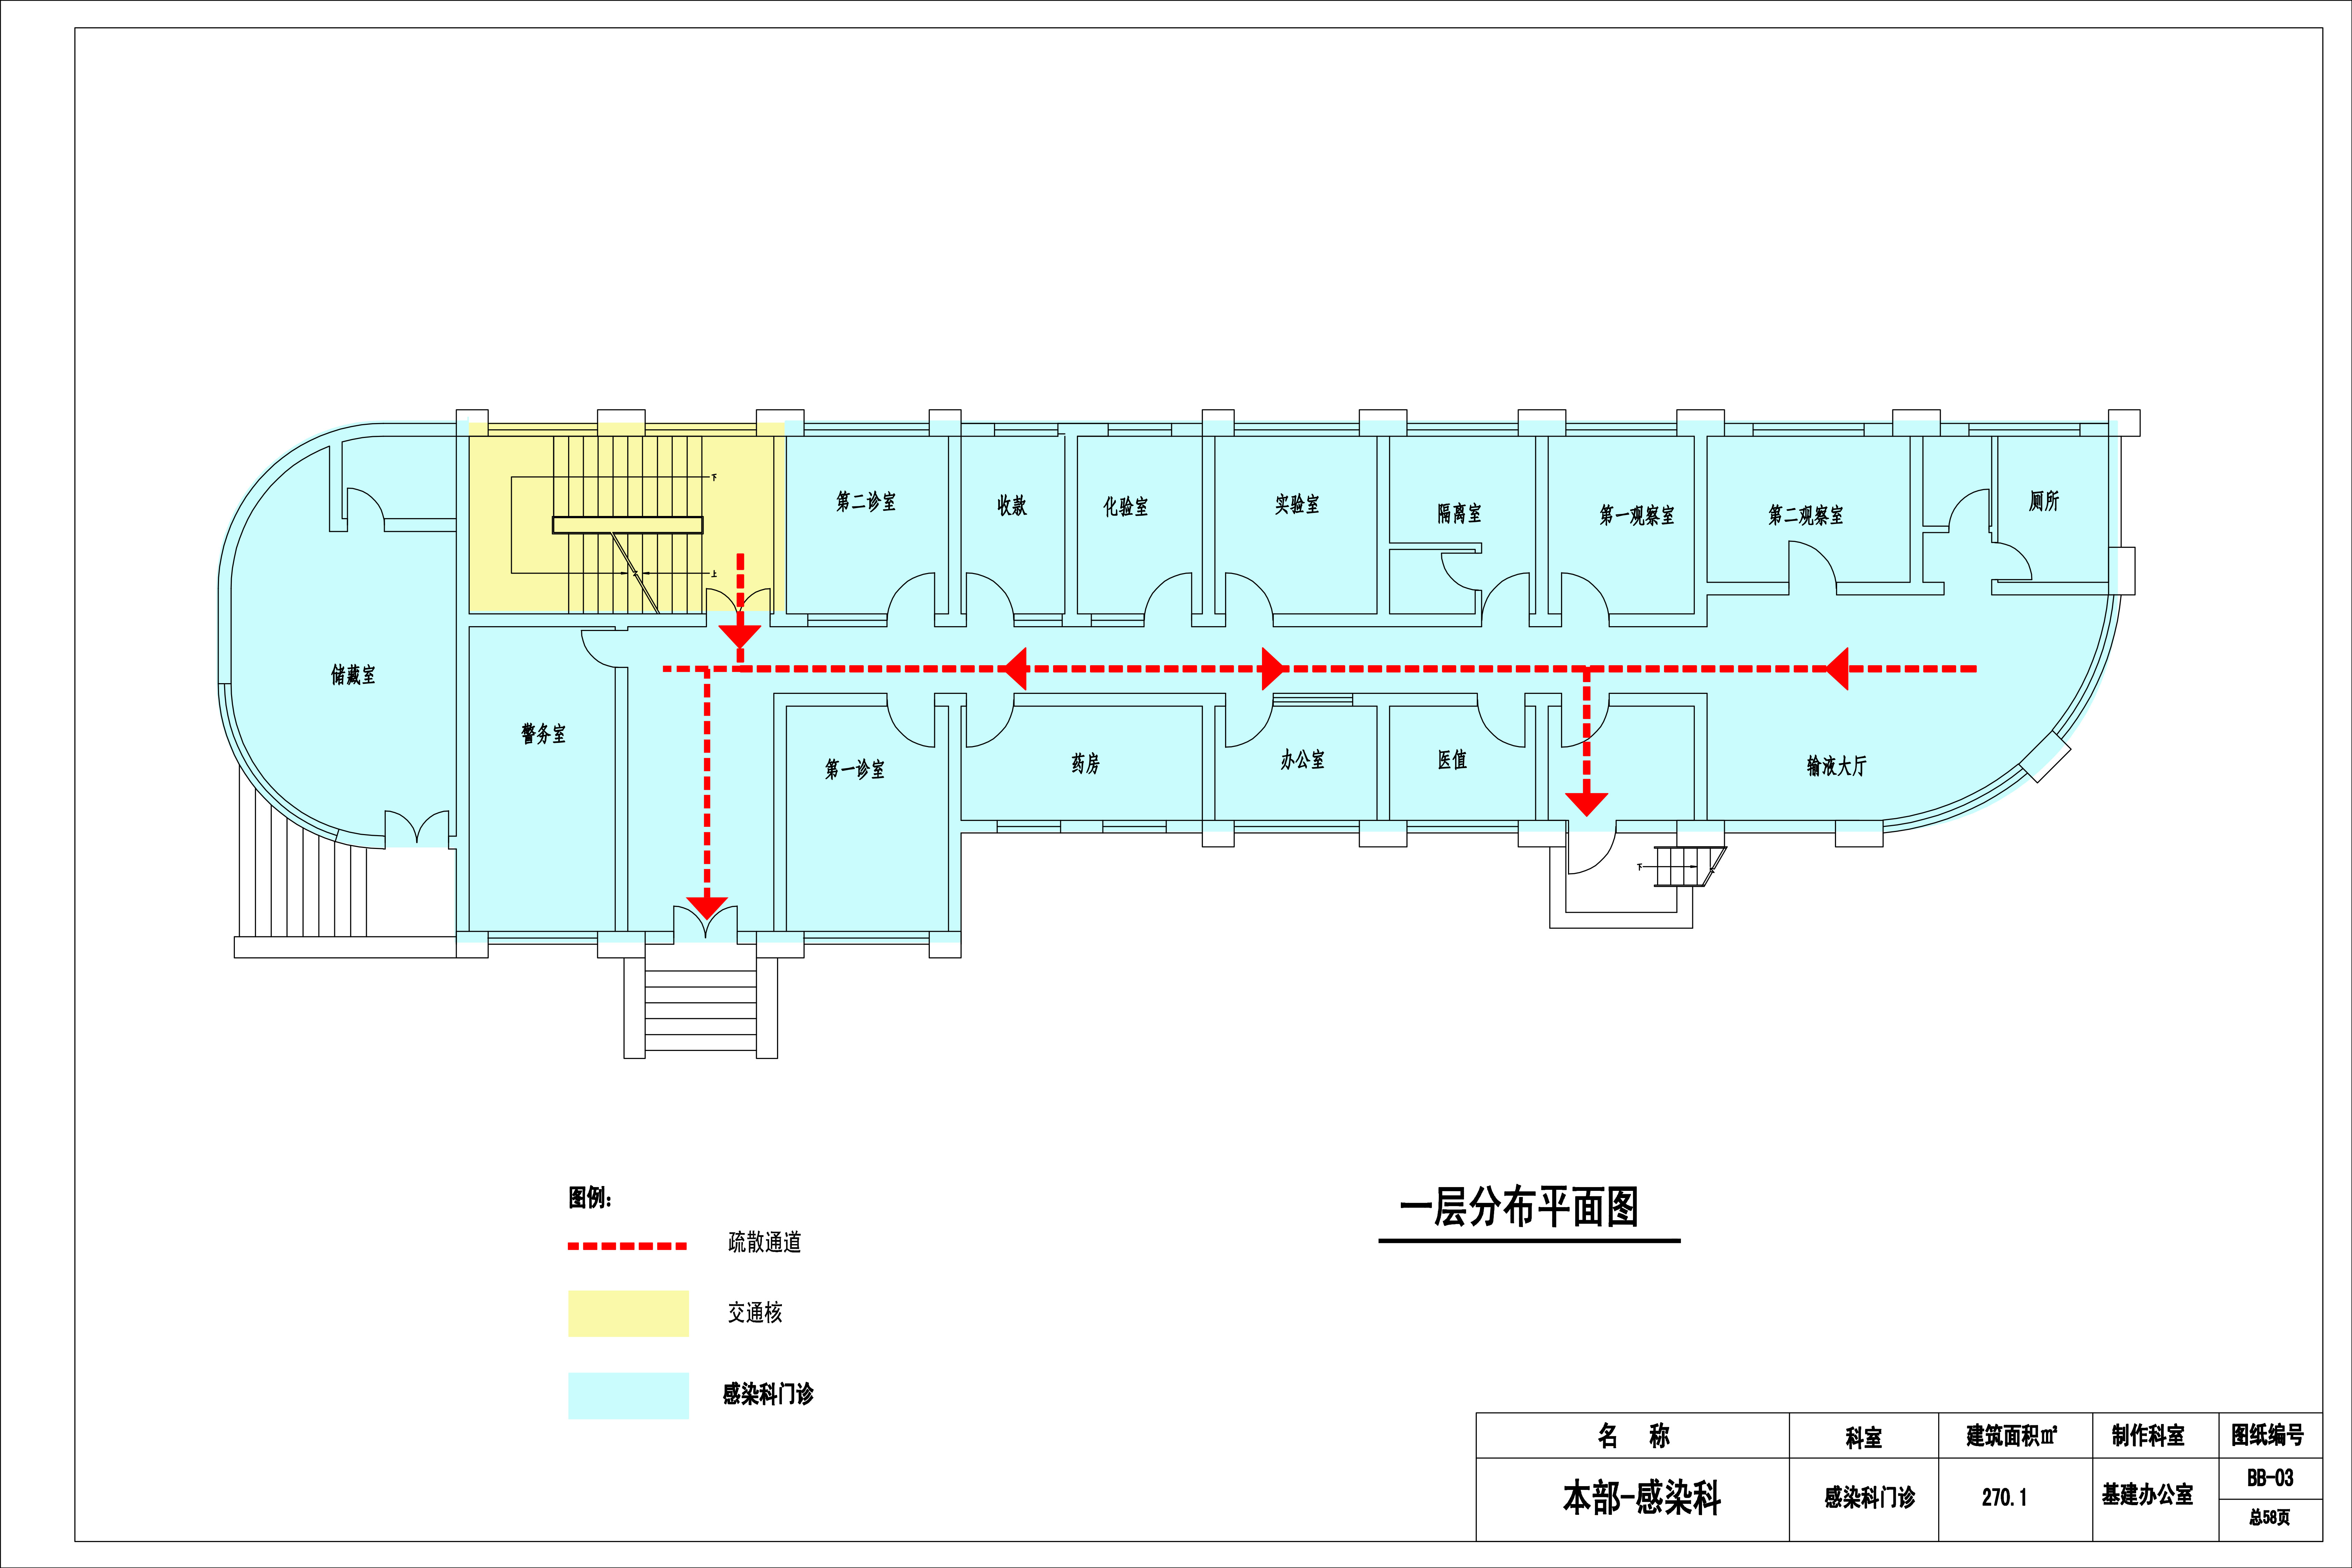 下
第二诊室
收款
化验室
实验室
隔离室
第一观察室
第二观察室
厕所
上
储藏室
警务室
第一诊室
药房
办公室
医值
输液大厅
下
图例:
疏散通道
交通核
感染科门诊
一层分布平面图
名 称 科室 建筑面积㎡ 制作科室 图纸编号
本部-感染科 感染科门诊 270.1 基建办公室 BB-03
总58页